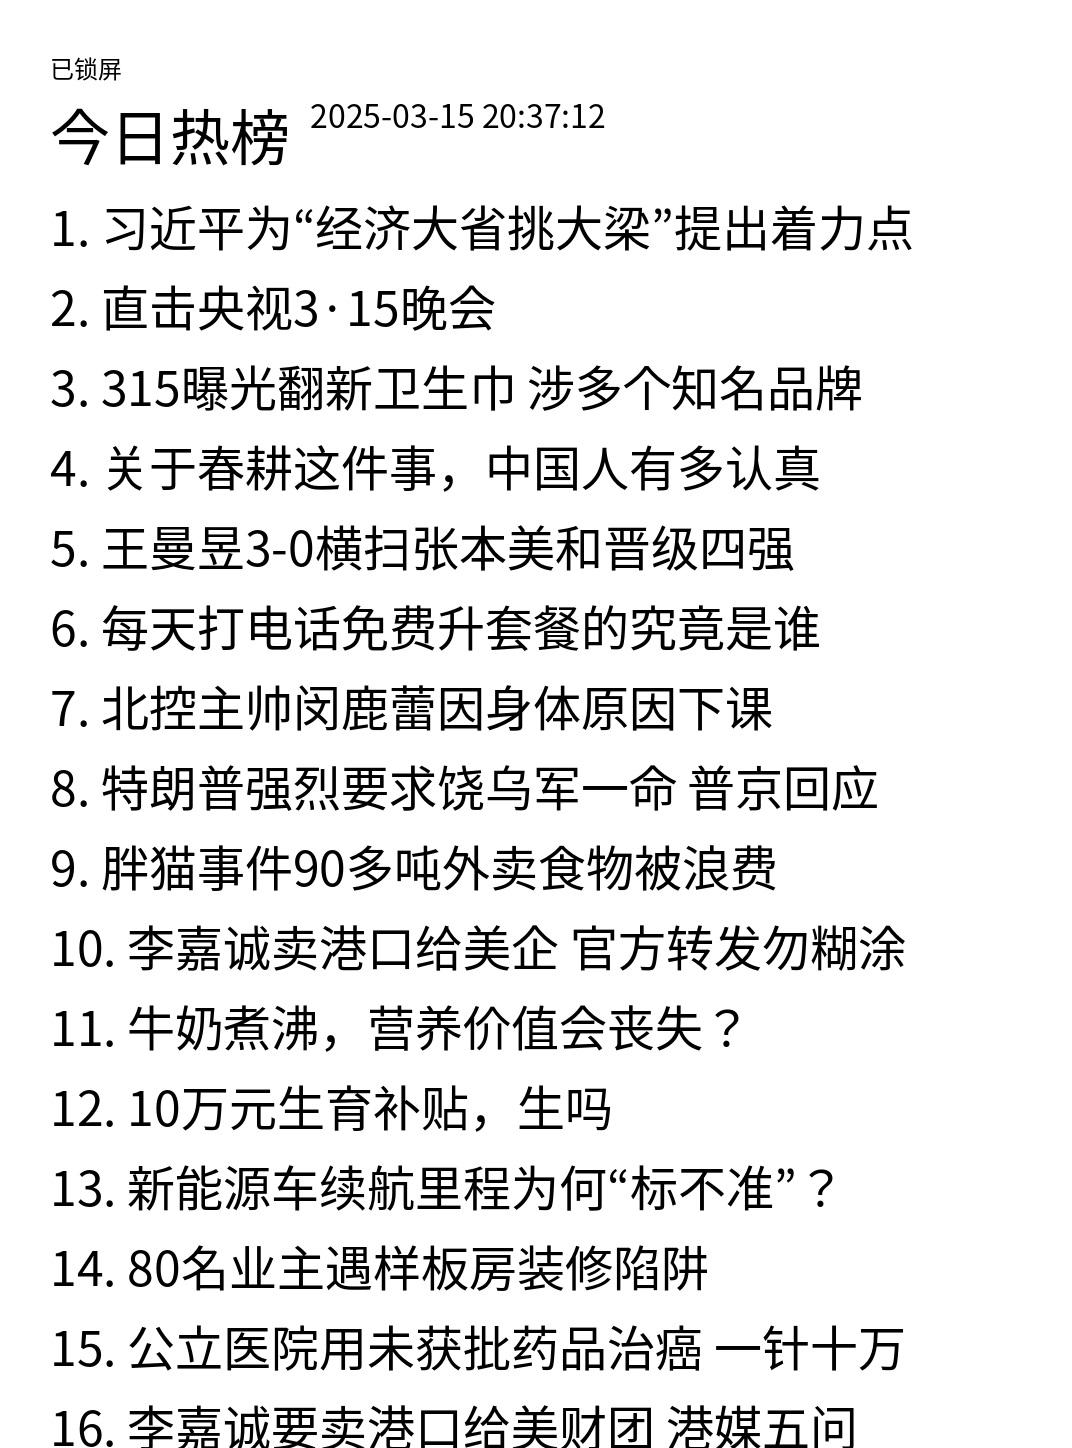 已锁屏
今日热榜 2025-03-15 20:37:12
1. 习近平为“经济大省挑大梁”提出着力点
2. 直击央视3·15晚会
3. 315曝光翻新卫生巾 涉多个知名品牌
4. 关于春耕这件事，中国人有多认真
5. 王曼昱3-0横扫张本美和晋级四强
6. 每天打电话免费升套餐的究竟是谁
7. 北控主帅闵鹿蕾因身体原因下课
8. 特朗普强烈要求饶乌军一命 普京回应
9. 胖猫事件90多吨外卖食物被浪费
10. 李嘉诚卖港口给美企 官方转发勿糊涂
11. 牛奶煮沸，营养价值会丧失？
12. 10万元生育补贴，生吗
13. 新能源车续航里程为何“标不准”？
14. 80名业主遇样板房装修陷阱
15. 公立医院用未获批药品治癌 一针十万
16. 李嘉诚要卖港口给美财团 港媒五问